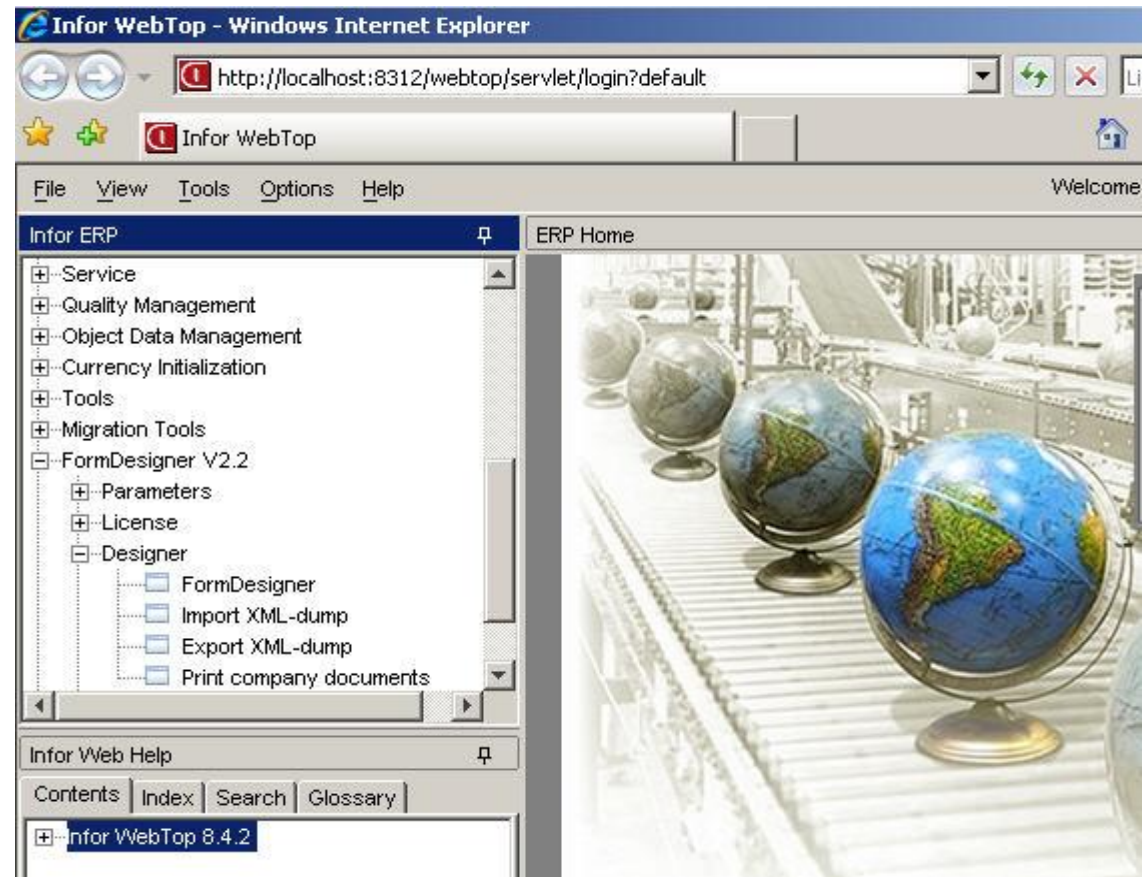 Infor WebTop - Windows Internet Explorer
http://localhost:8312/webtop/servlet/login?default
Li
Infor WebTop
File View Tools Options Help
Welcome
Infor ERP
ERP Home
Service
Quality Management
Object Data Management
Currency Initialization
Tools
Migration Tools
FormDesigner V2.2
Parameters
License
Designer
FormDesigner
Import XML-dump
Export XML-dump
Print company documents
Infor Web Help
Contents Index Search Glossary
Infor WebTop 8.4.2